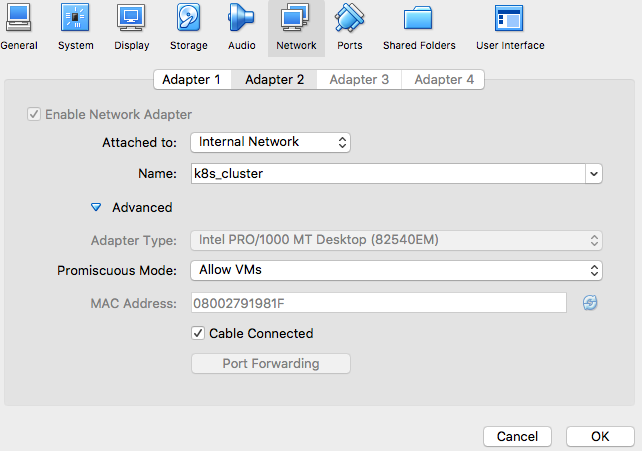 General System Display Storage Audio Network Ports Shared Folders User Interface
Adapter 1 Adapter 2 Adapter 3 Adapter 4
Enable Network Adapter
Attached to: Internal Network
Name: k8s_cluster
Advanced
Adapter Type: Intel PRO/1000 MT Desktop (82540EM)
Promiscuous Mode: Allow VMs
MAC Address: 08002791981F
Cable Connected
Port Forwarding
Cancel OK